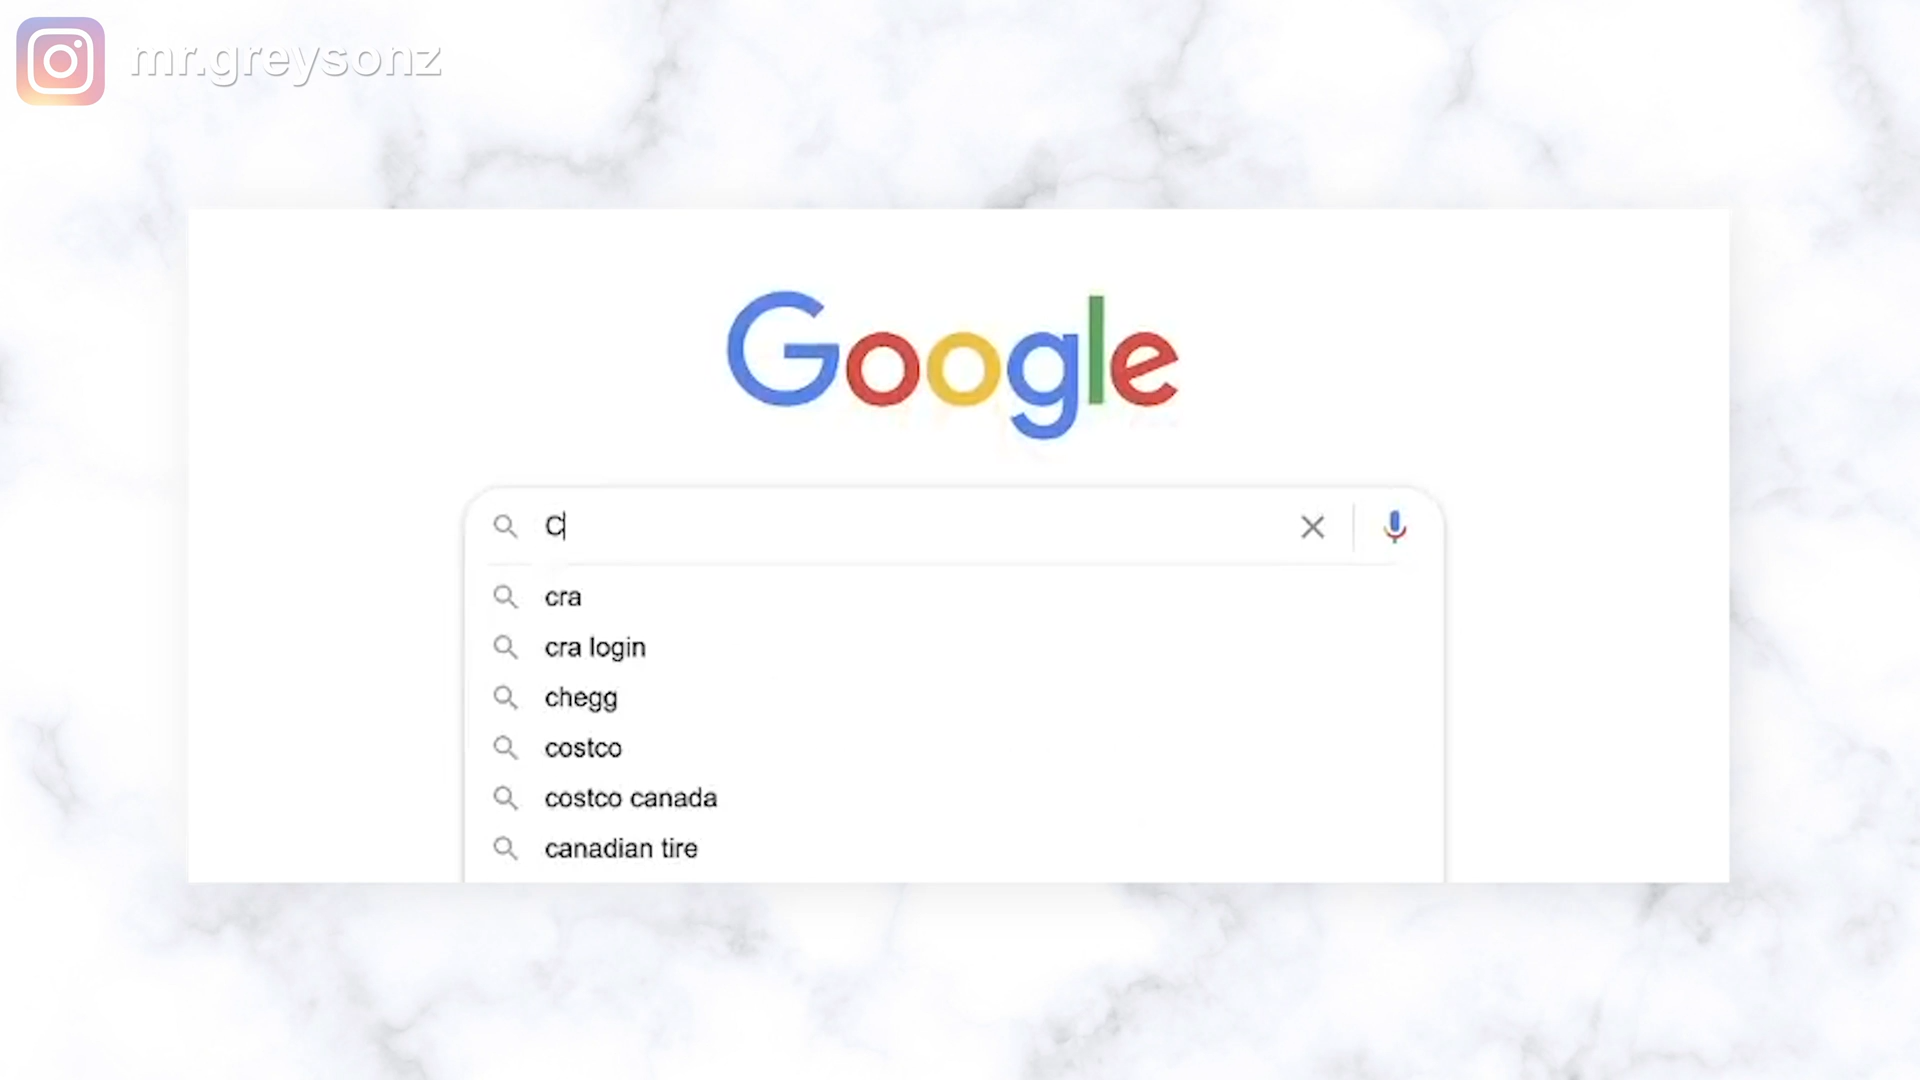 mr.greysonz
Google
C
cra
cra login
chegg
costco
costco canada
canadian tire